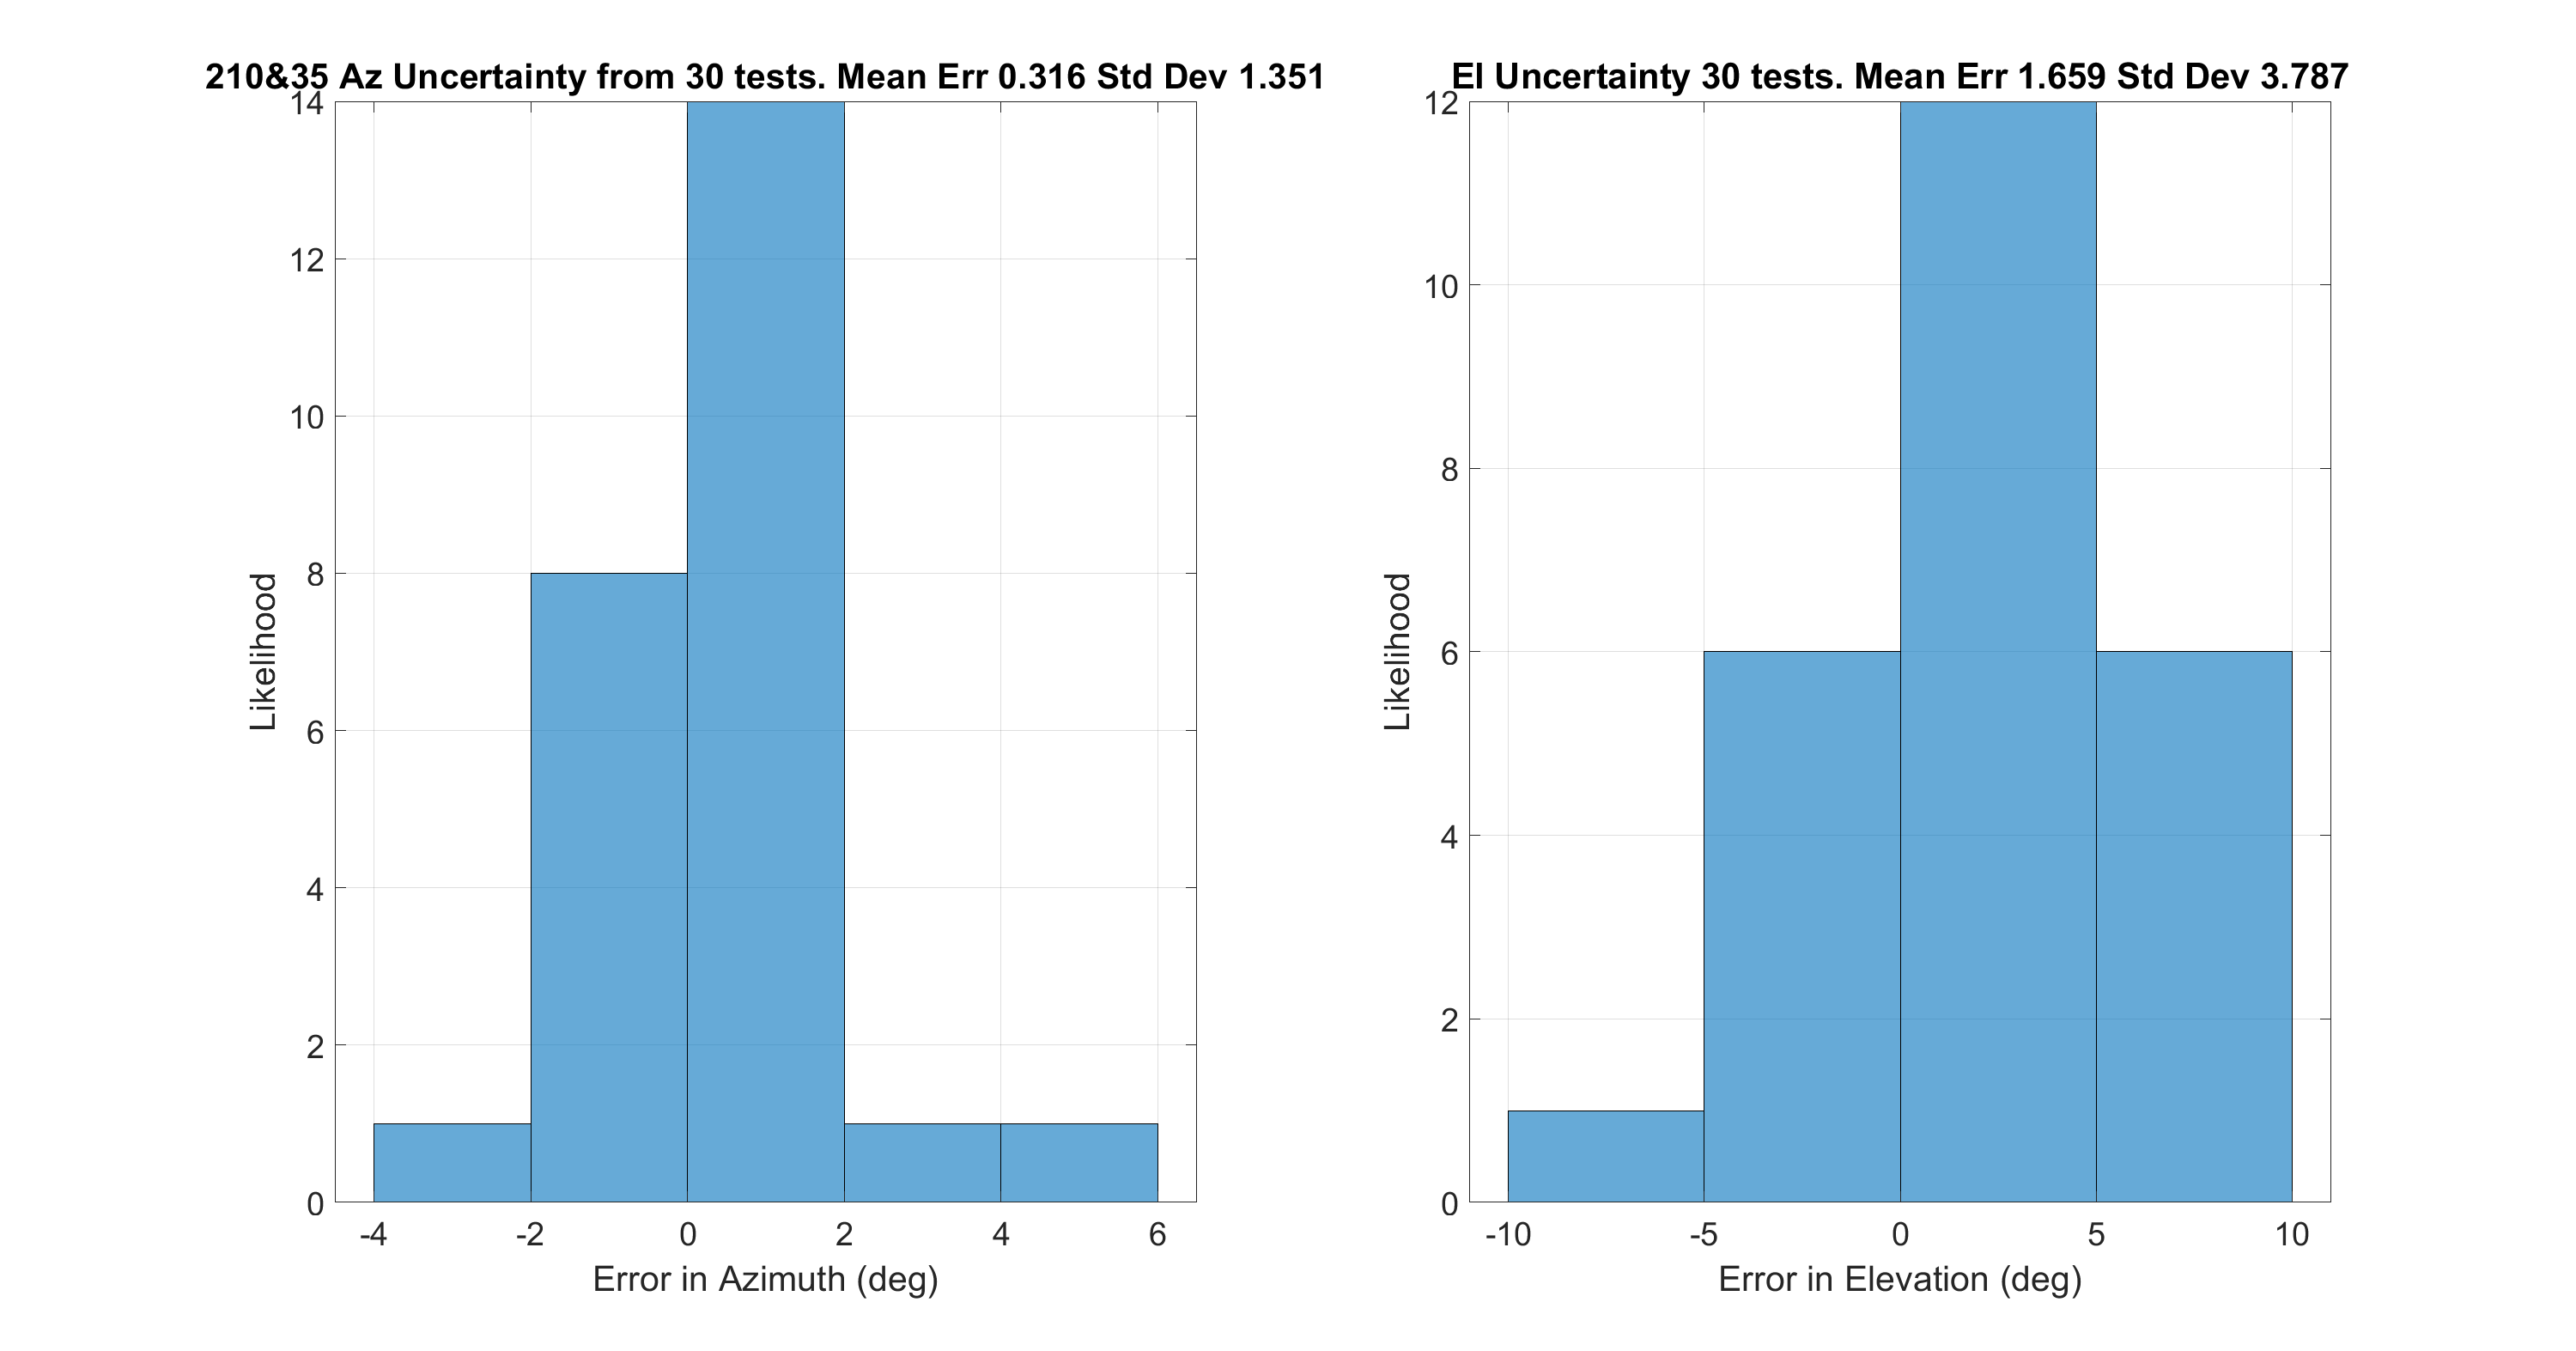 210&35 Az Uncertainty from 30 tests. Mean Err 0.316 Std Dev 1.351
14
12
10
8
6
4
2
0
Likelihood
-4 -2 0 2 4 6
Error in Azimuth (deg)
El Uncertainty 30 tests. Mean Err 1.659 Std Dev 3.787
12
10
8
6
4
2
0
Likelihood
-10 -5 0 5 10
Error in Elevation (deg)